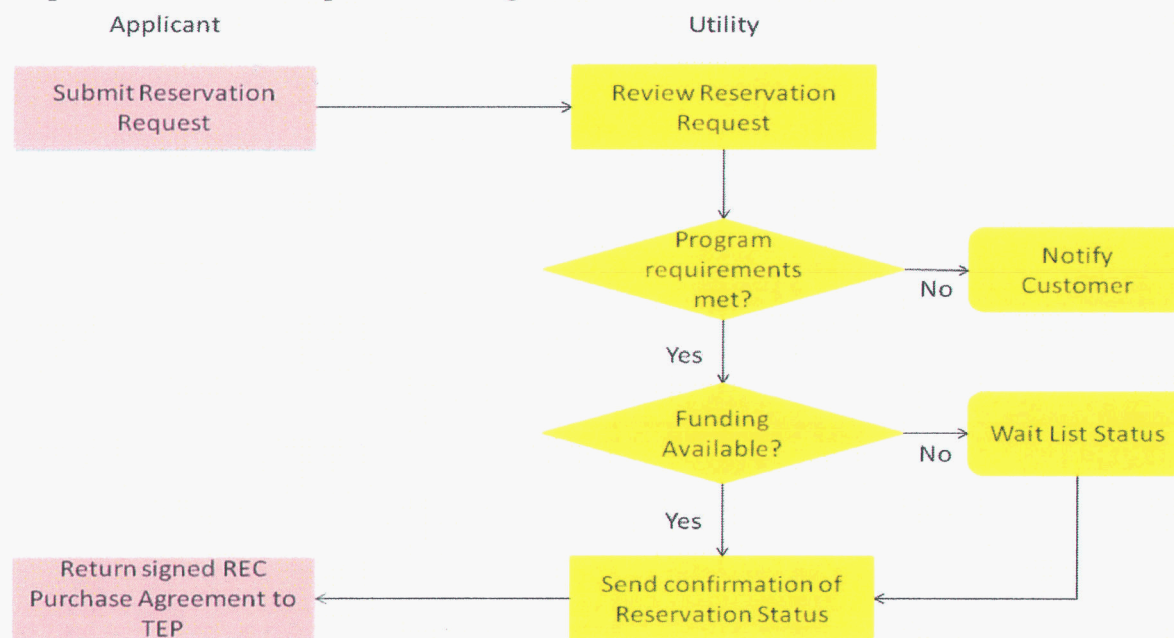 Applicant
Utility
Submit Reservation
Request
Review Reservation
Request
Program
requirements
met?
No
Notify
Customer
Yes
Funding
Available?
No
Wait List Status
Yes
Return signed REC
Purchase Agreement to
TEP
Send confirmation of
Reservation Status